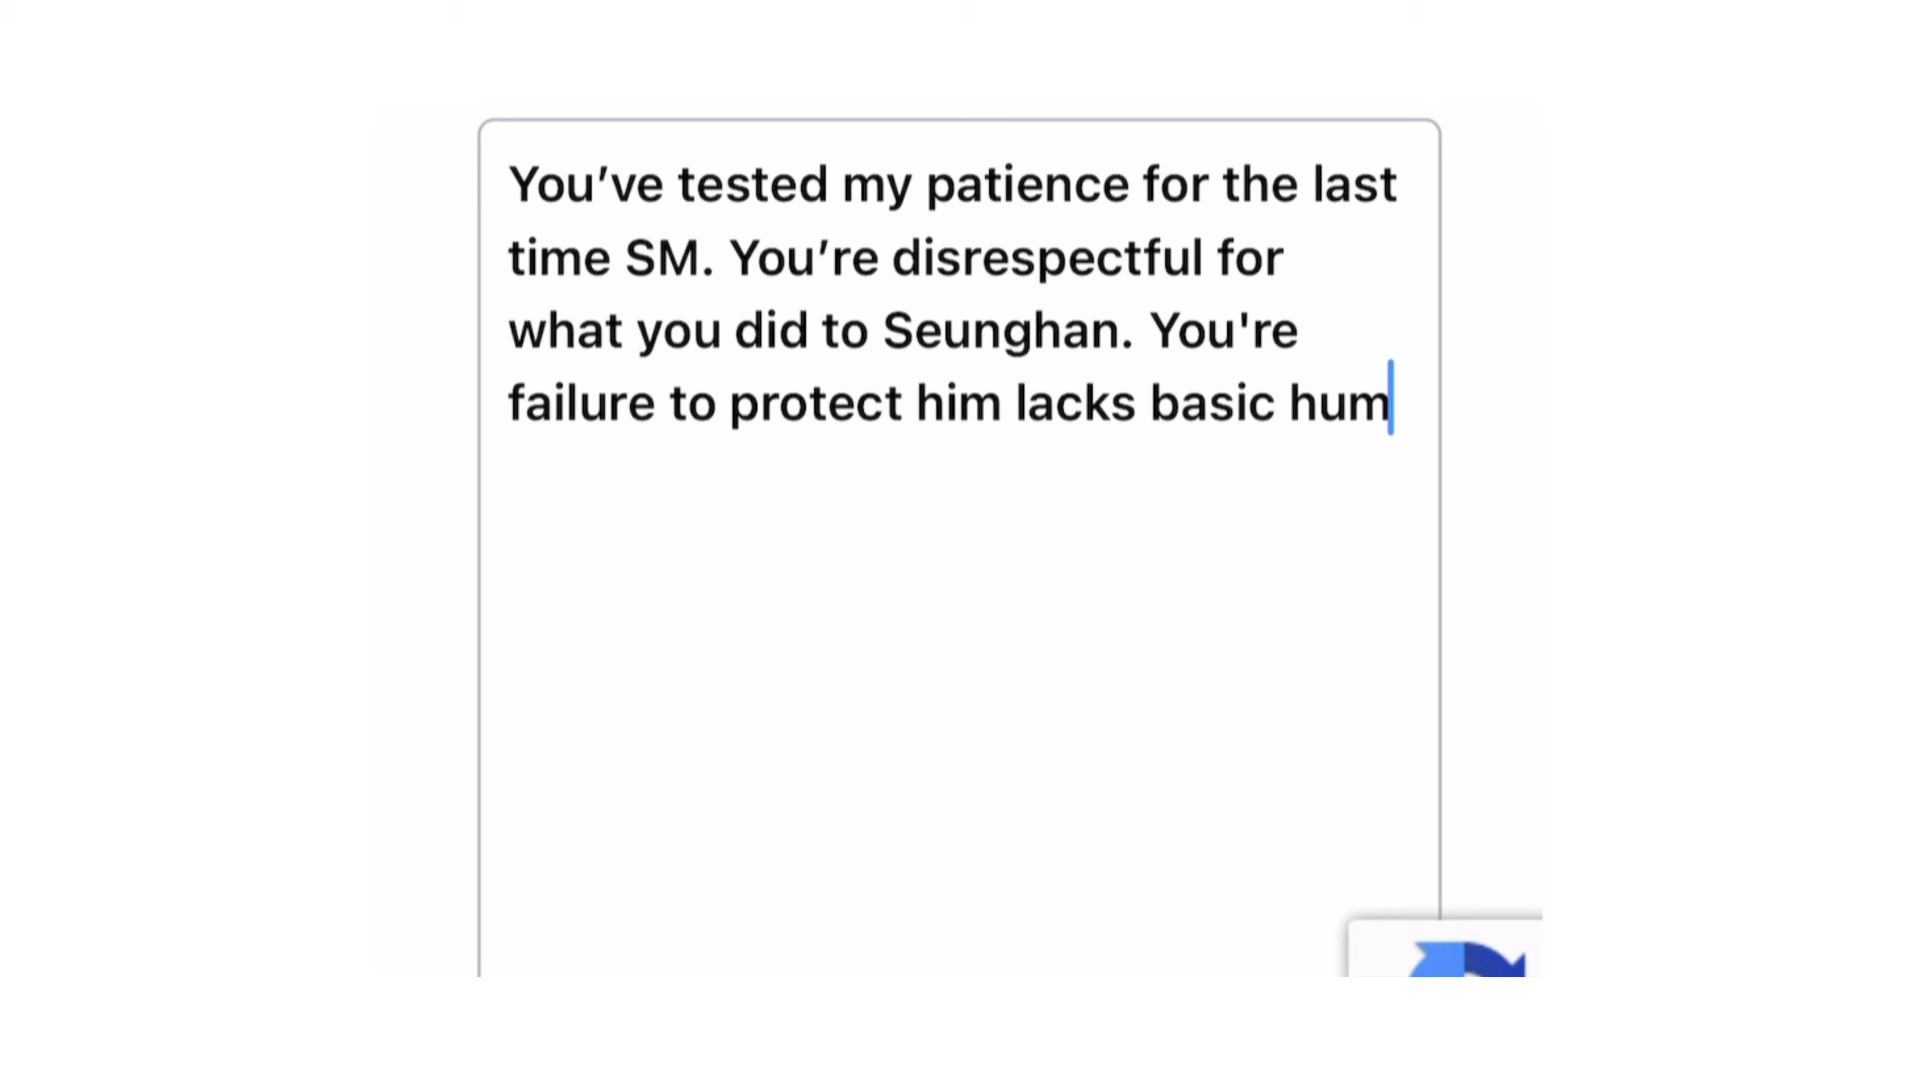 You’ve tested my patience for the last
time SM. You’re disrespectful for
what you did to Seunghan. You're
failure to protect him lacks basic hum